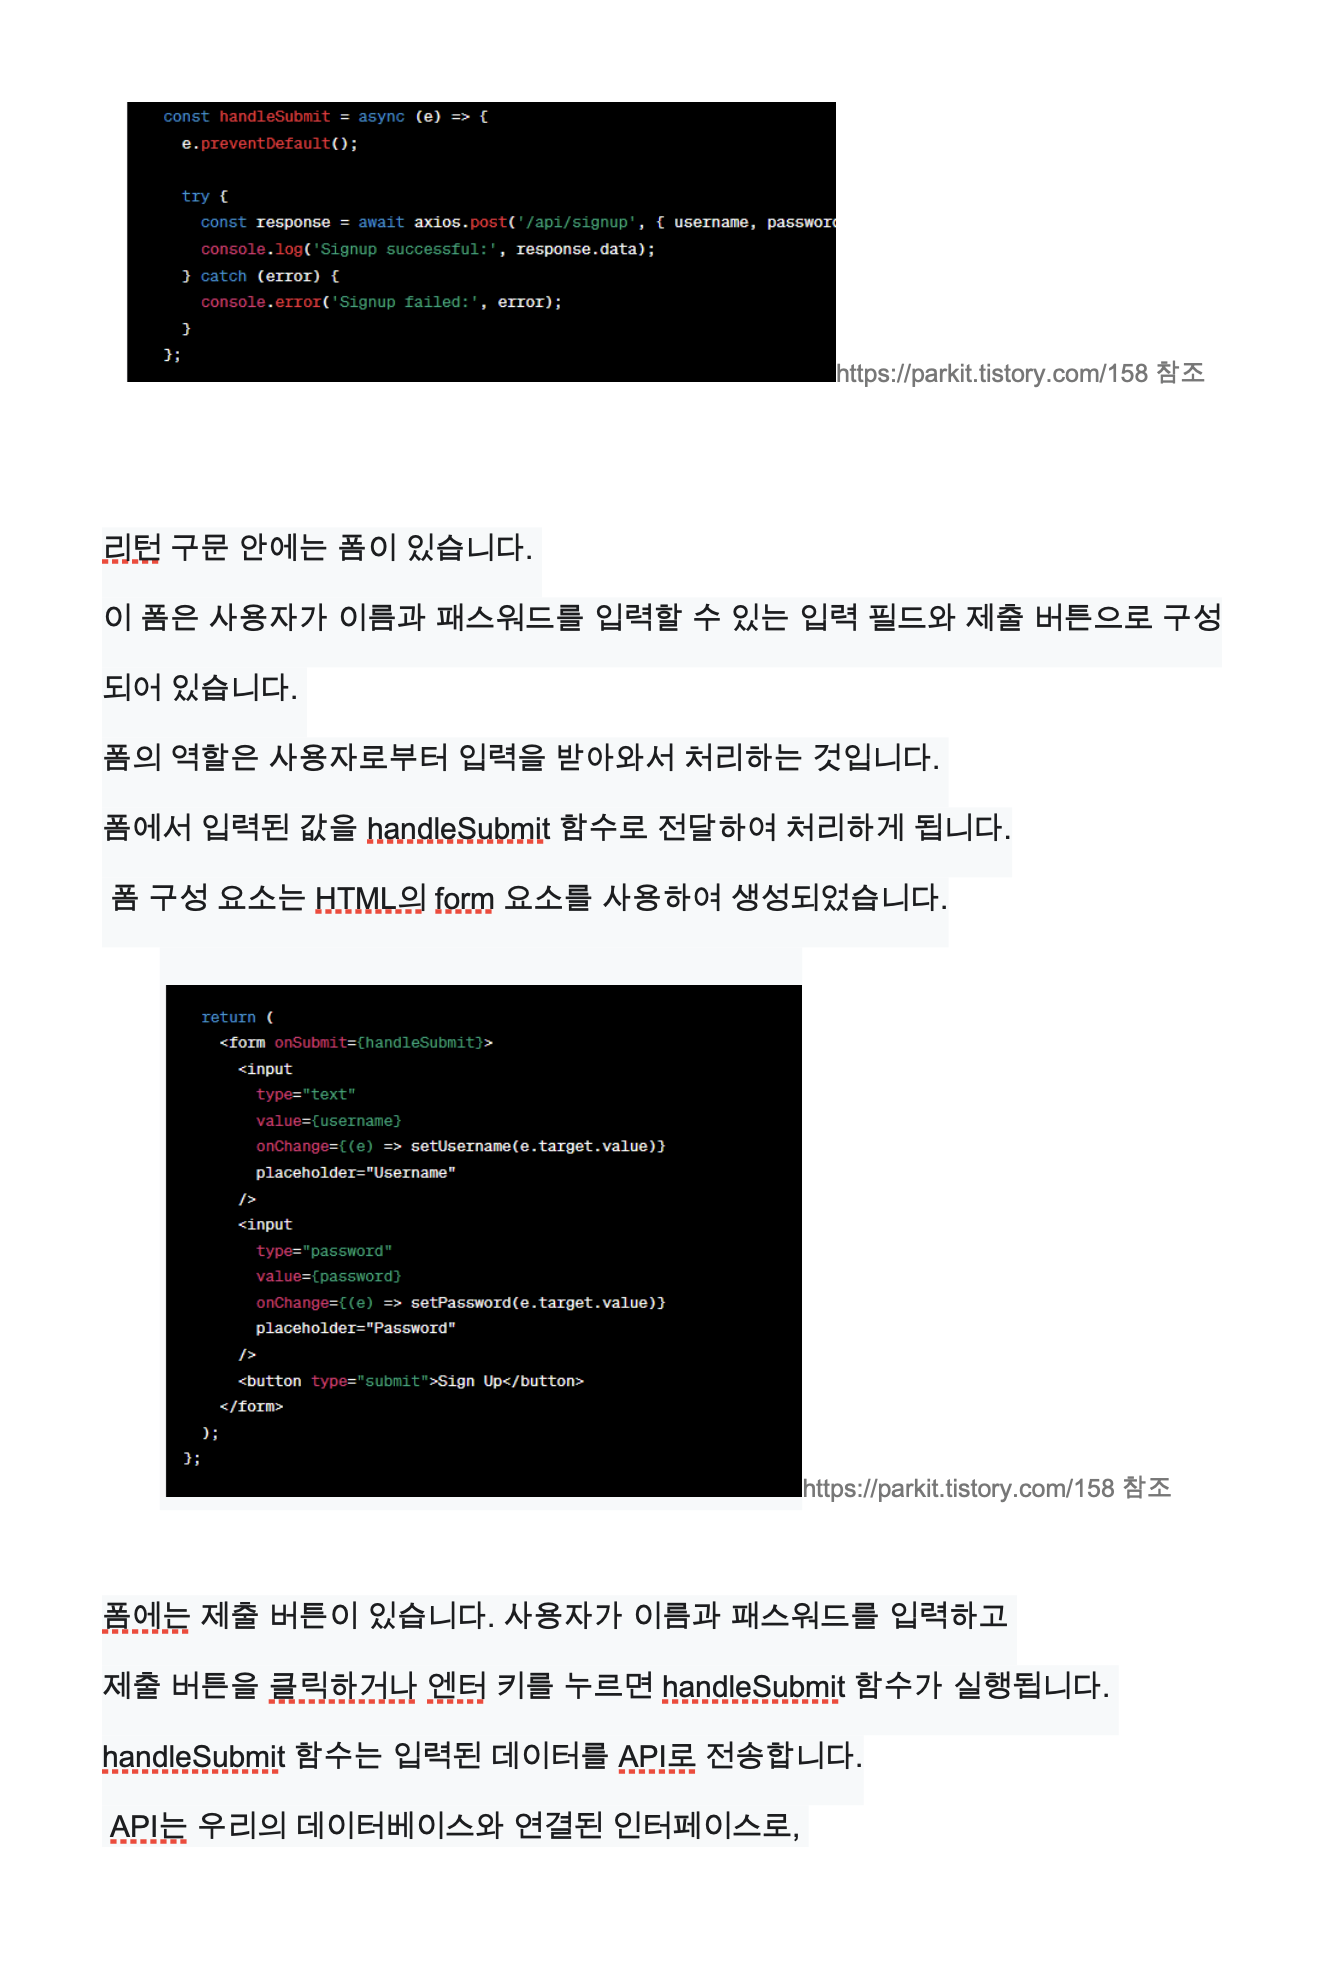 const handleSubmit = async (e) => {
e.preventDefault();
try {
const response = await axios.post('/api/signup', { username, password
console.log('Signup successful:', response.data);
} catch (error) {
console.error('Signup failed:', error);
}
};
https://parkit.tistory.com/158 참조
리턴 구문 안에는 폼이 있습니다.
이 폼은 사용자가 이름과 패스워드를 입력할 수 있는 입력 필드와 제출 버튼으로 구성
되어 있습니다.
폼의 역할은 사용자로부터 입력을 받아와서 처리하는 것입니다.
폼에서 입력된 값을 handleSubmit 함수로 전달하여 처리하게 됩니다.
폼 구성 요소는 HTML의 form 요소를 사용하여 생성되었습니다.
return (
<form onSubmit={handleSubmit}>
<input
type="text"
value={username}
onChange={(e) => setUsername(e.target.value)}
placeholder="Username"
/>
<input
type="password"
value={password}
onChange={(e) => setPassword(e.target.value)}
placeholder="Password"
/>
<button type="submit">Sign Up</button>
</form>
);
};
https://parkit.tistory.com/158 참조
폼에는 제출 버튼이 있습니다. 사용자가 이름과 패스워드를 입력하고
제출 버튼을 클릭하거나 엔터 키를 누르면 handleSubmit 함수가 실행됩니다.
handleSubmit 함수는 입력된 데이터를 API로 전송합니다.
API는 우리의 데이터베이스와 연결된 인터페이스로,